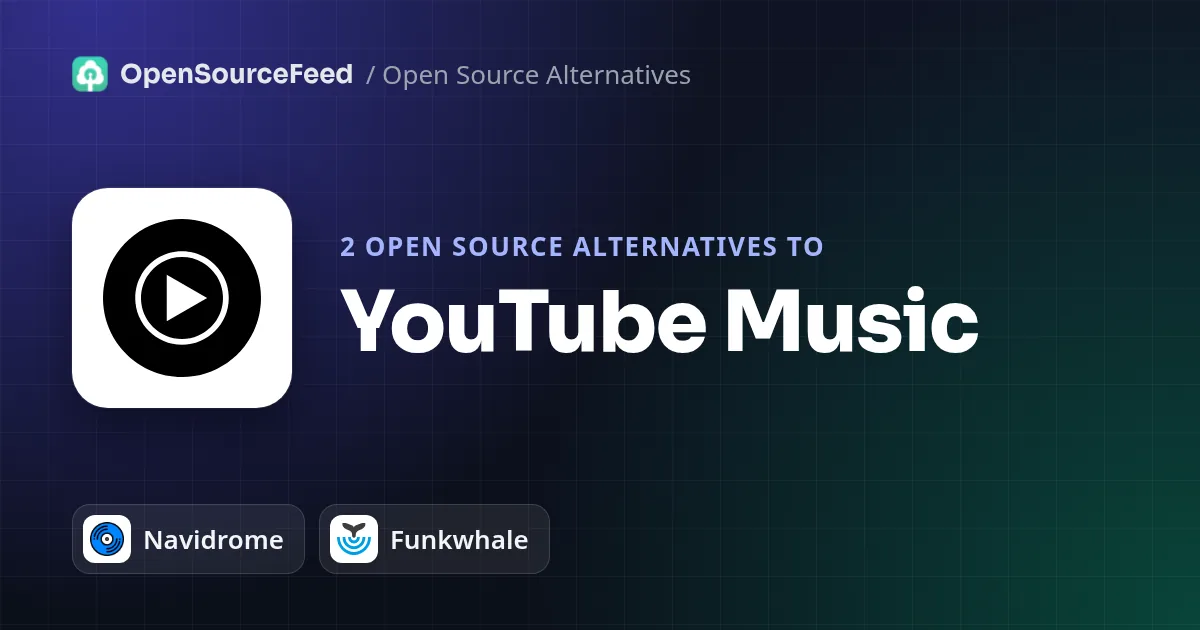 OpenSourceFeed / Open Source Alternatives
2 OPEN SOURCE ALTERNATIVES TO
YouTube Music
Navidrome Funkwhale